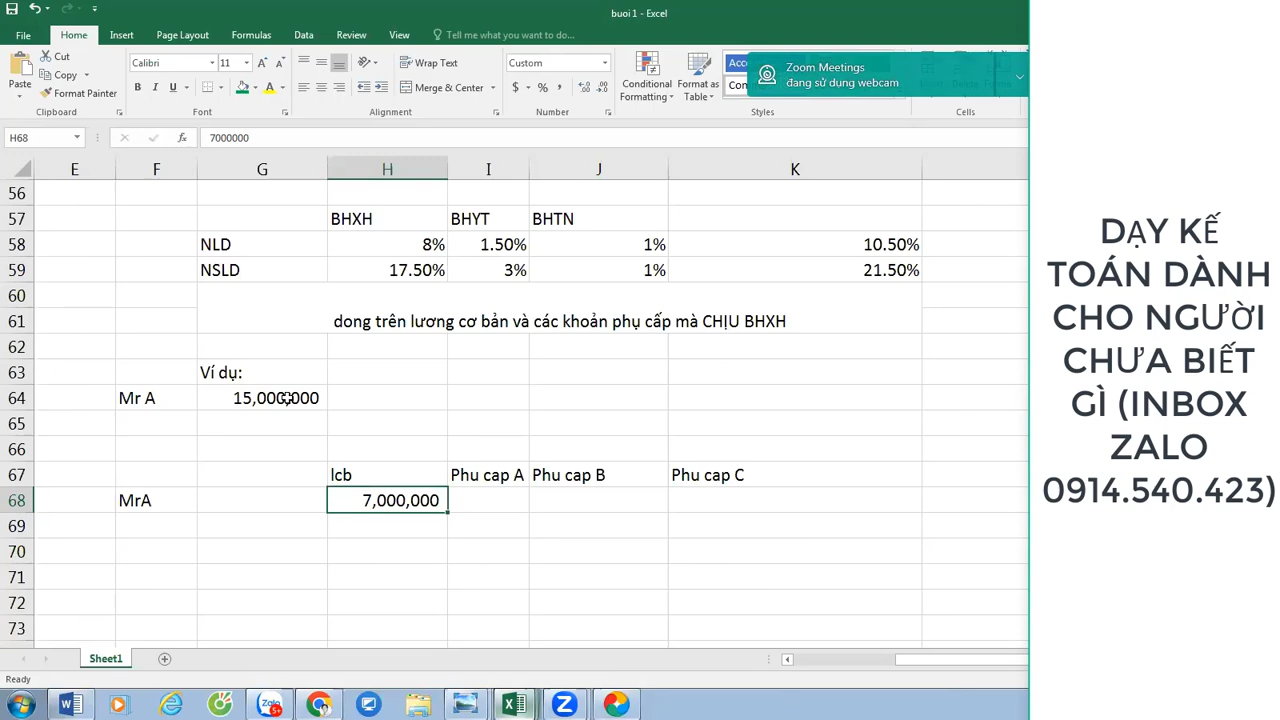 buoi 1 - Excel
File Home Insert Page Layout Formulas Data Review View Tell me what you want to do...
Zoom Meetings
đang sử dụng webcam
Paste
Cut
Copy
Format Painter
Clipboard
Calibri 11
B I U A
Font
Wrap Text
Merge & Center
Alignment
Custom
$ % ,
Number
Conditional Formatting
Format as Table
Styles
Cells
H68 fx 7000000
E F G H I J K
56
57 BHXH BHYT BHTN
58 NLD 8% 1.50% 1% 10.50%
59 NSLD 17.50% 3% 1% 21.50%
60
61 dong trên lương cơ bản và các khoản phụ cấp mà CHỊU BHXH
62
63 Ví dụ:
64 Mr A 15,000,000
65
66
67 lcb Phu cap A Phu cap B Phu cap C
68 MrA 7,000,000
69
70
71
72
73
Sheet1
Ready
DẠY KẾ
TOÁN DÀNH
CHO NGƯỜI
CHƯA BIẾT
GÌ (INBOX
ZALO
0914.540.423)